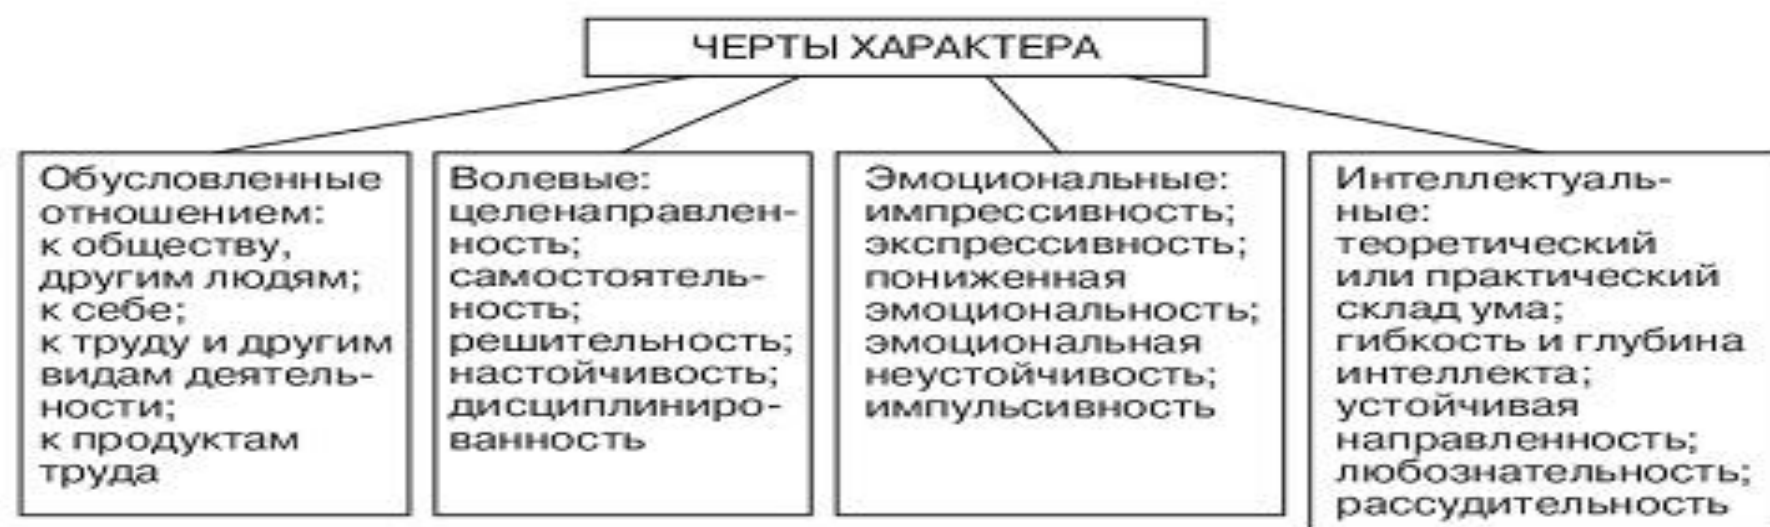 ЧЕРТЫ ХАРАКТЕРА
Обусловленные
отношением:
к обществу,
другим людям;
к себе;
к труду и другим
видам деятель-
ности;
к продуктам
труда
Волевые:
целенаправлен-
ность;
самостоятель-
ность;
решительность;
настойчивость;
дисциплиниро-
ванность
Эмоциональные:
импрессивность;
экспрессивность;
пониженная
эмоциональность;
эмоциональная
неустойчивость;
импульсивность
Интеллектуаль-
ные:
теоретический
или практический
склад ума;
гибкость и глубина
интеллекта;
устойчивая
направленность;
любознательность;
рассудительность